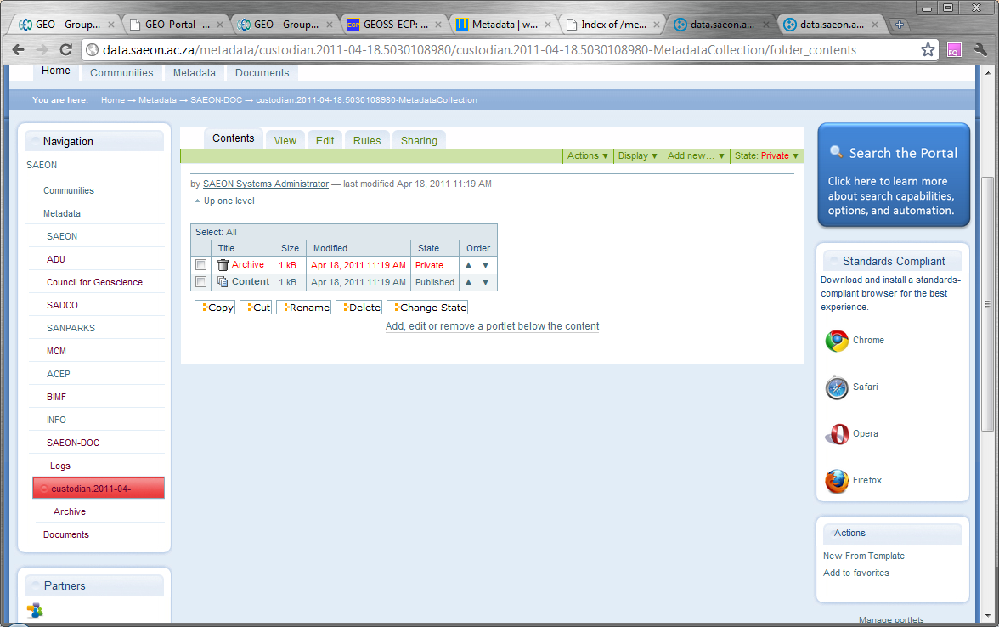 GEO - Group...
GEO-Portal -...
GEO - Group...
ECP GEOSS-ECP: ...
Metadata | w...
Index of /me...
data.saeon.a...
data.saeon.a...
data.saeon.ac.za/metadata/custodian.2011-04-18.5030108980/custodian.2011-04-18.5030108980-MetadataCollection/folder_contents
FQ
Home Communities Metadata Documents
You are here: Home → Metadata → SAEON-DOC → custodian.2011-04-18.5030108980-MetadataCollection
Navigation
SAEON
Communities
Metadata
SAEON
ADU
Council for Geoscience
SADCO
SANPARKS
MCM
ACEP
BIMF
INFO
SAEON-DOC
Logs
custodian.2011-04-
Archive
Documents
Partners
Contents View Edit Rules Sharing
Actions ▼ Display ▼ Add new... ▼ State: Private ▼
by SAEON Systems Administrator — last modified Apr 18, 2011 11:19 AM
Up one level
Select: All
Title Size Modified State Order
Archive 1 kB Apr 18, 2011 11:19 AM Private ▲ ▼
Content 1 kB Apr 18, 2011 11:19 AM Published ▲ ▼
Copy Cut Rename Delete Change State
Add, edit or remove a portlet below the content
Search the Portal
Click here to learn more
about search capabilities,
options, and automation.
Standards Compliant
Download and install a standards-
compliant browser for the best
experience.
Chrome
Safari
Opera
Firefox
Actions
New From Template
Add to favorites
Manage portlets